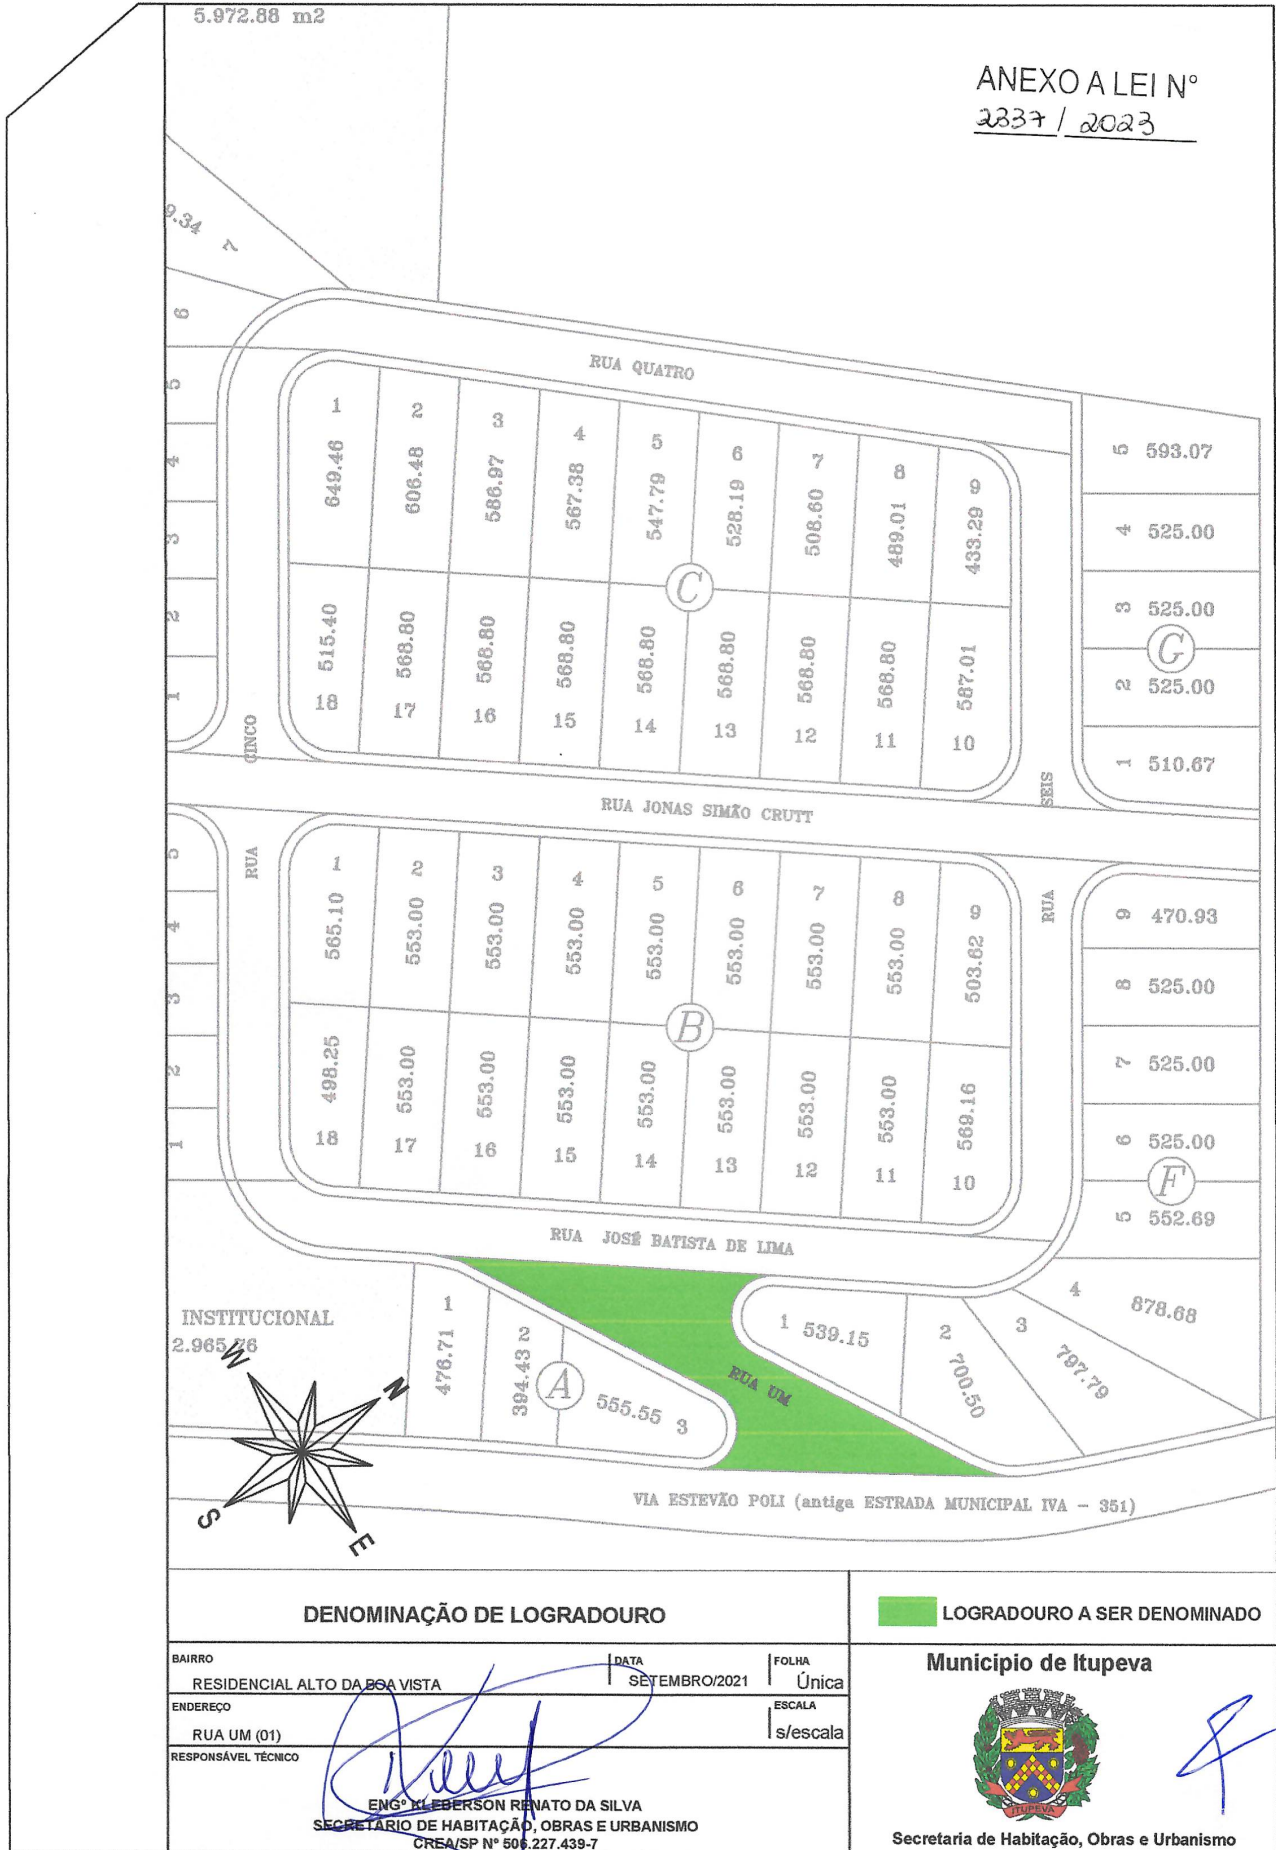 5.972.88 m2
ANEXO A LEI N°
2337 / 2023
9.34 7
6
5
4
3
2
1
RUA QUATRO
1 649.46
2 606.48
3 586.97
4 567.38
5 547.79
6 528.19
7 508.60
8 489.01
9 433.29
C
515.40 18
568.80 17
568.80 16
568.80 15
568.80 14
568.80 13
568.80 12
568.80 11
587.01 10
5 593.07
4 525.00
3 525.00
G
2 525.00
1 510.67
CINCO
SEIS
RUA JONAS SIMÃO CRUTT
RUA
RUA
5
4
3
2
1
1 565.10
2 553.00
3 553.00
4 553.00
5 553.00
6 553.00
7 553.00
8 553.00
9 503.62
B
498.25 18
553.00 17
553.00 16
553.00 15
553.00 14
553.00 13
553.00 12
553.00 11
569.16 10
9 470.93
8 525.00
7 525.00
6 525.00
F
5 552.69
RUA JOSÉ BATISTA DE LIMA
4 878.68
3 797.79
2 700.50
1 539.15
INSTITUCIONAL
2.965.76
1 476.71
2 394.43
A
555.55 3
RUA UM
W
N
S
E
VIA ESTEVÃO POLI (antiga ESTRADA MUNICIPAL IVA - 351)
DENOMINAÇÃO DE LOGRADOURO
LOGRADOURO A SER DENOMINADO
BAIRRO
RESIDENCIAL ALTO DA BOA VISTA
DATA
SETEMBRO/2021
FOLHA
Única
ENDEREÇO
RUA UM (01)
ESCALA
s/escala
RESPONSÁVEL TÉCNICO
ENGº KLEBERSON RENATO DA SILVA
SECRETÁRIO DE HABITAÇÃO, OBRAS E URBANISMO
CREA/SP Nº 506.227.439-7
Municipio de Itupeva
ITUPEVA
Secretaria de Habitação, Obras e Urbanismo